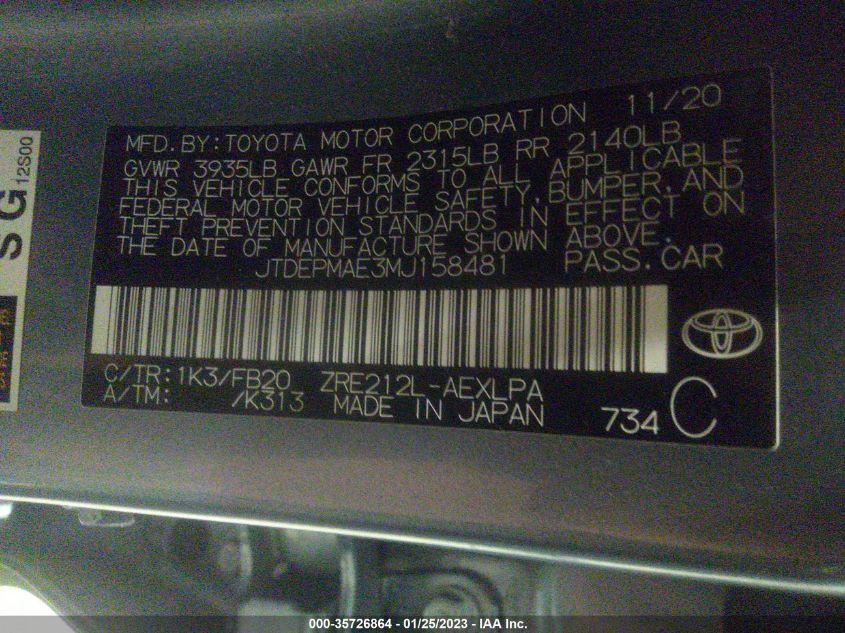 MFD.BY:TOYOTA MOTOR CORPORATION 11/20
GVWR 3935LB GAWR FR 2315LB RR 2140LB
THIS VEHICLE CONFORMS TO ALL APPLICABLE
FEDERAL MOTOR VEHICLE SAFETY,BUMPER,AND
THEFT PREVENTION STANDARDS IN EFFECT ON
THE DATE OF MANUFACTURE SHOWN ABOVE.
JTDEPMAE3MJ158481 PASS.CAR
C/TR:1K3/FB20 ZRE212L-AEXLPA
A/TM: /K313 MADE IN JAPAN 734 C
SG 12S00
000-35726864 / 01/25/2023 / IAA Inc.